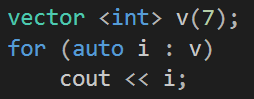 vector <int> v(7);
for (auto i : v)
    cout << i;